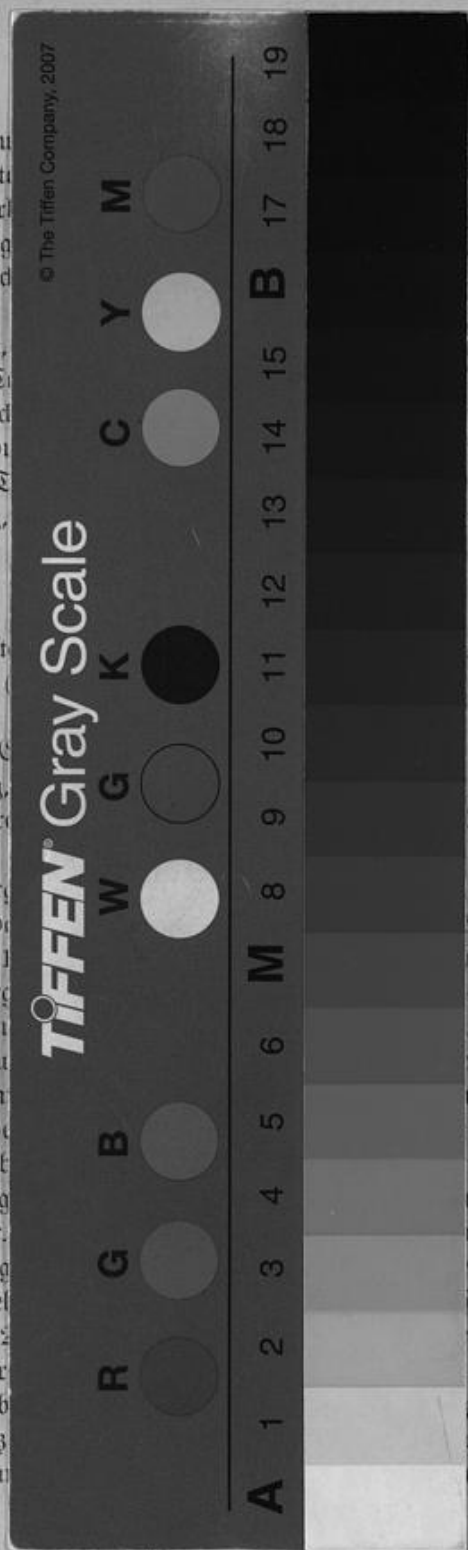 © The Tiffen Company, 2007
TIFFEN® Gray Scale
R G B W G K C Y M
A 1 2 3 4 5 6 M 8 9 10 11 12 13 14 15 B 17 18 19